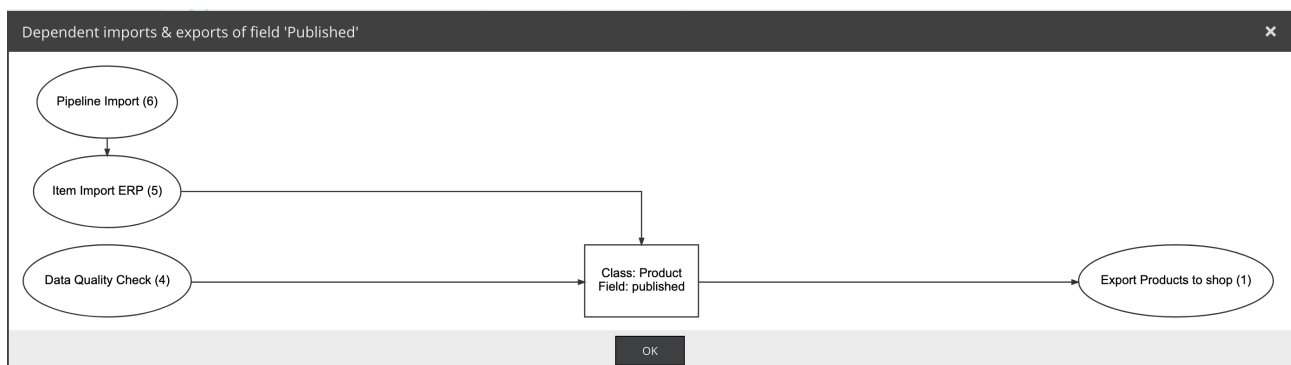 Dependent imports & exports of field 'Published'
Pipeline Import (6)
Item Import ERP (5)
Data Quality Check (4)
Class: Product
Field: published
Export Products to shop (1)
OK